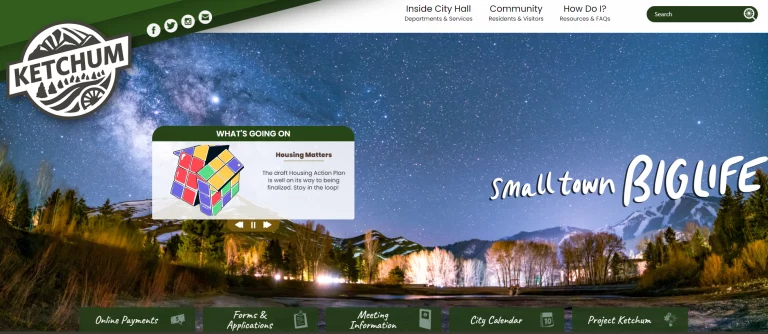 Inside City Hall
Departments & Services
Community
Residents & Visitors
How Do I?
Resources & FAQs
Search
KETCHUM
WHAT'S GOING ON
Housing Matters
The draft Housing Action Plan
is well on its way to being
finalized. Stay in the loop!
small town BIG LIFE
Online Payments
Forms &
Applications
Meeting
Information
City Calendar
10
Project Ketchum